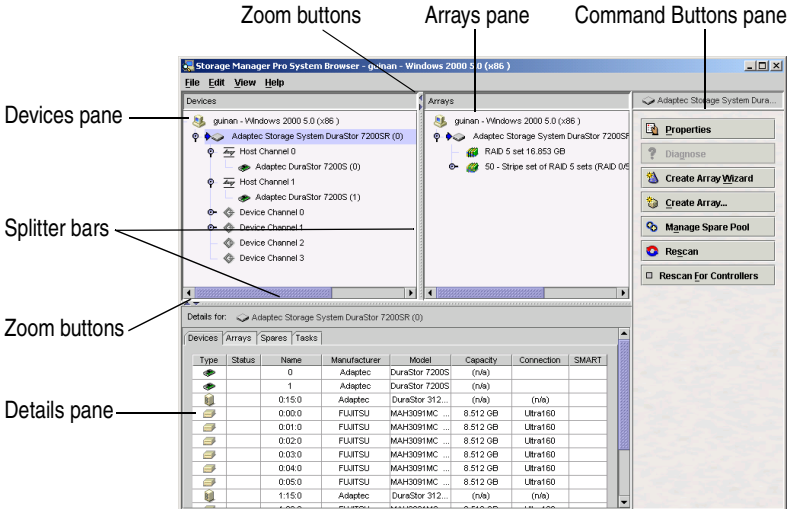 Zoom buttons
Arrays pane
Command Buttons pane
Storage Manager Pro System Browser - guinan - Windows 2000 5.0 (x86 )
File Edit View Help
Devices pane
Devices
guinan - Windows 2000 5.0 (x86 )
Adaptec Storage System DuraStor 7200SR (0)
Host Channel 0
Adaptec DuraStor 7200S (0)
Host Channel 1
Adaptec DuraStor 7200S (1)
Device Channel 0
Device Channel 1
Device Channel 2
Device Channel 3
Arrays
guinan - Windows 2000 5.0 (x86 )
Adaptec Storage System DuraStor 7200SR
RAID 5 set 16.853 GB
50 - Stripe set of RAID 5 sets (RAID 0/5
Adaptec Storage System Dura...
Properties
Diagnose
Create Array Wizard
Create Array...
Manage Spare Pool
Rescan
Rescan For Controllers
Splitter bars
Zoom buttons
Details pane
Details for: Adaptec Storage System DuraStor 7200SR (0)
Devices Arrays Spares Tasks
Type Status Name Manufacturer Model Capacity Connection SMART
0 Adaptec DuraStor 7200S (n/a)
1 Adaptec DuraStor 7200S (n/a)
0:15:0 Adaptec DuraStor 312... (n/a) (n/a)
0:00:0 FUJITSU MAH3091MC ... 8.512 GB Ultra160
0:01:0 FUJITSU MAH3091MC ... 8.512 GB Ultra160
0:02:0 FUJITSU MAH3091MC ... 8.512 GB Ultra160
0:03:0 FUJITSU MAH3091MC ... 8.512 GB Ultra160
0:04:0 FUJITSU MAH3091MC ... 8.512 GB Ultra160
0:05:0 FUJITSU MAH3091MC ... 8.512 GB Ultra160
1:15:0 Adaptec DuraStor 312... (n/a) (n/a)